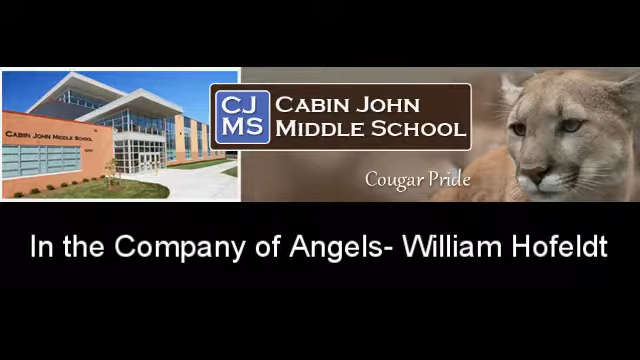 CABIN JOHN MIDDLE SCHOOL
CJ
MS
CABIN JOHN
MIDDLE SCHOOL
Cougar Pride
In the Company of Angels- William Hofeldt